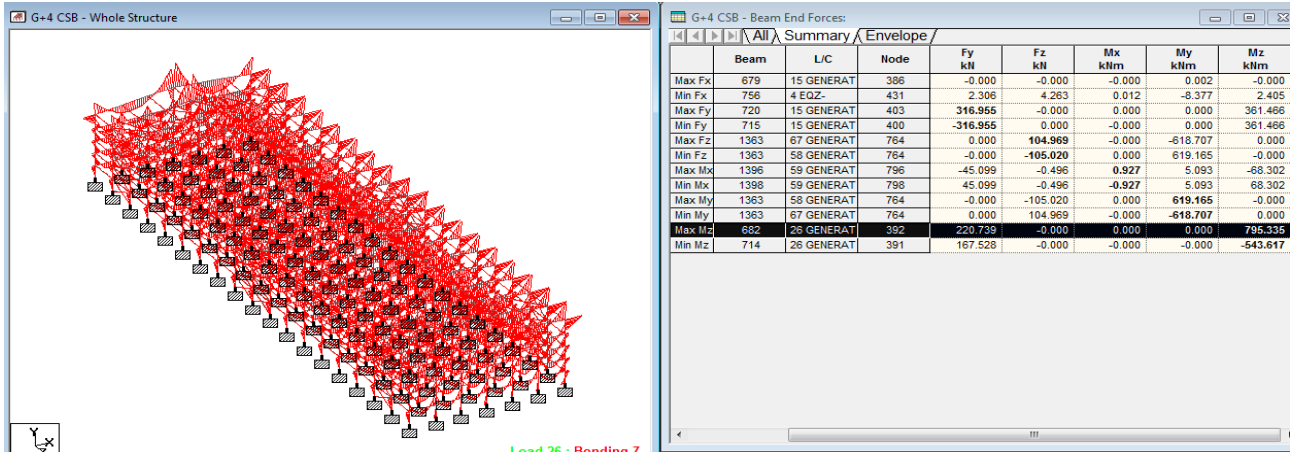 G+4 CSB - Whole Structure
Y
X
Load 26 : Bending Z
G+4 CSB - Beam End Forces:
All Summary Envelope
Beam L/C Node Fy kN Fz kN Mx kNm My kNm Mz kNm
Max Fx 679 15 GENERAT 386 -0.000 -0.000 -0.000 0.002 -0.000
Min Fx 756 4 EQZ- 431 2.306 4.263 0.012 -8.377 2.405
Max Fy 720 15 GENERAT 403 316.955 -0.000 0.000 0.000 361.466
Min Fy 715 15 GENERAT 400 -316.955 0.000 -0.000 0.000 361.466
Max Fz 1363 67 GENERAT 764 0.000 104.969 -0.000 -618.707 0.000
Min Fz 1363 58 GENERAT 764 -0.000 -105.020 0.000 619.165 -0.000
Max Mx 1396 59 GENERAT 796 -45.099 -0.496 0.927 5.093 -68.302
Min Mx 1398 59 GENERAT 798 45.099 -0.496 -0.927 5.093 68.302
Max My 1363 58 GENERAT 764 -0.000 -105.020 0.000 619.165 -0.000
Min My 1363 67 GENERAT 764 0.000 104.969 -0.000 -618.707 0.000
Max Mz 682 26 GENERAT 392 220.739 -0.000 0.000 0.000 795.335
Min Mz 714 26 GENERAT 391 167.528 -0.000 -0.000 -0.000 -543.617